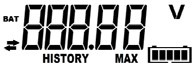 BAT 888.88 V
HISTORY MAX